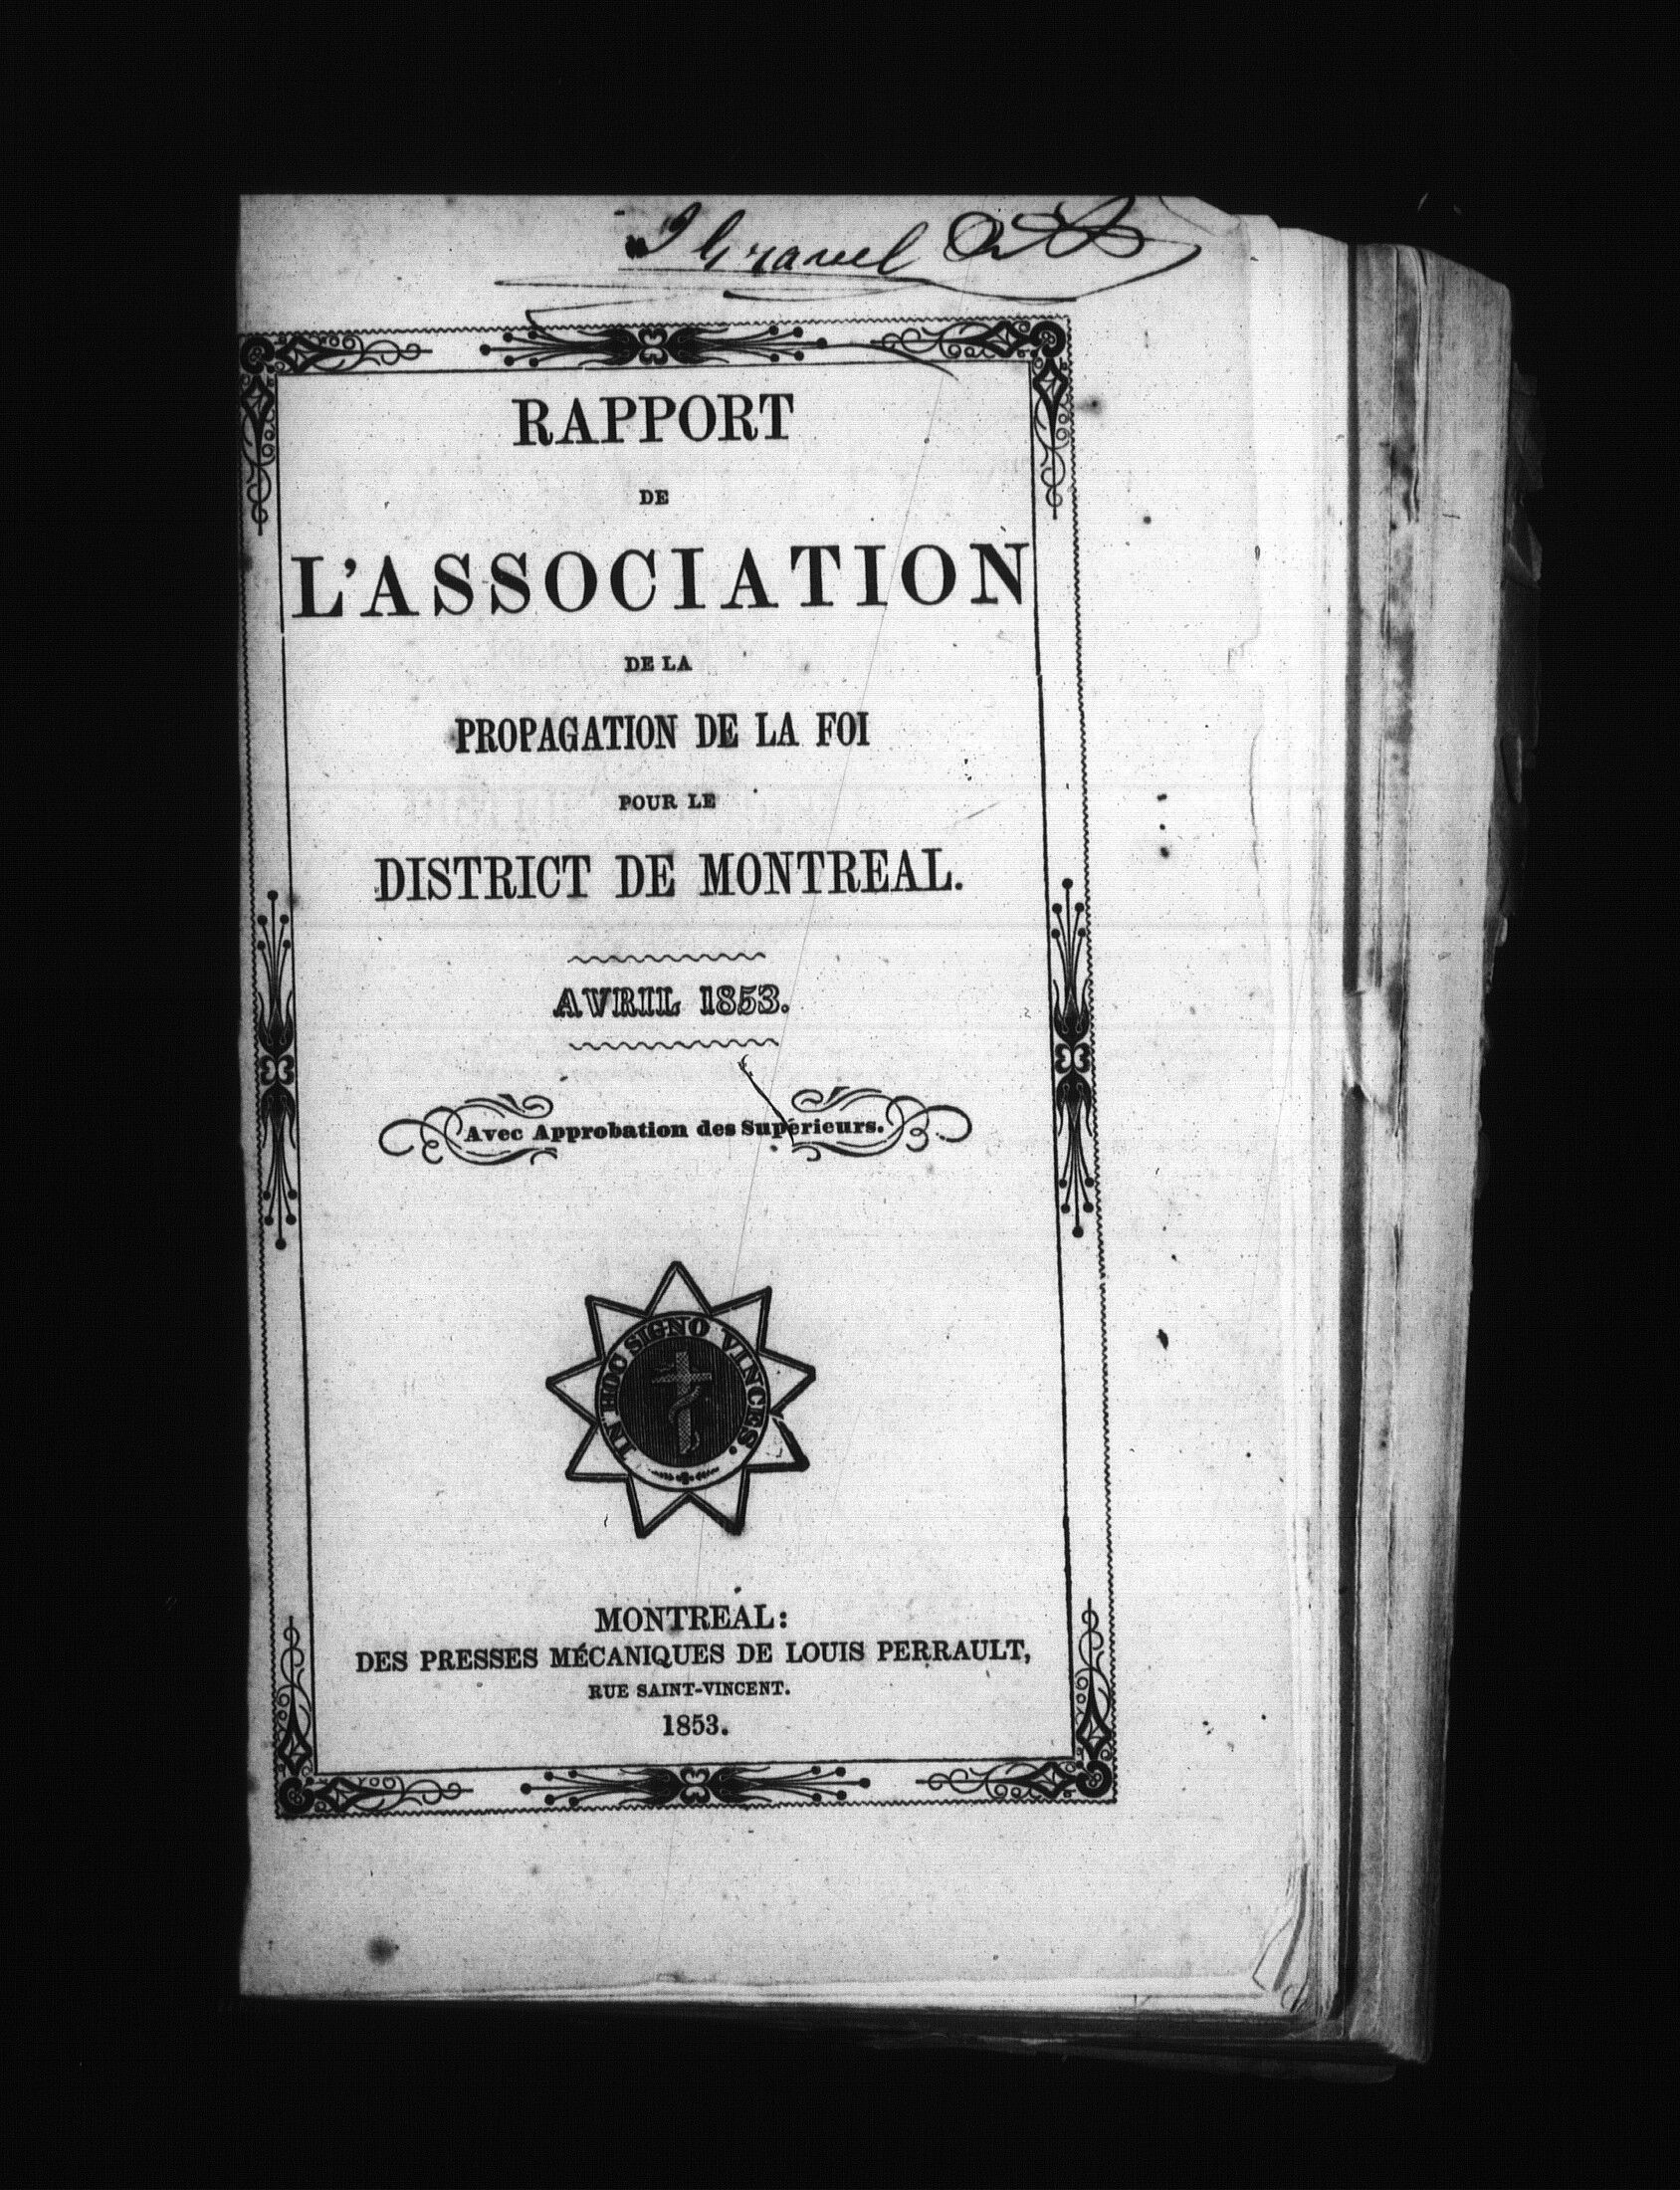 Gravel
RAPPORT
DE
L'ASSOCIATION
DE LA
PROPAGATION DE LA FOI
POUR LE
DISTRICT DE MONTREAL.
AVRIL 1853.
Avec Approbation des Supérieurs.
IN HOC SIGNO VINCES.
MONTREAL:
DES PRESSES MÉCANIQUES DE LOUIS PERRAULT,
RUE SAINT-VINCENT.
1853.